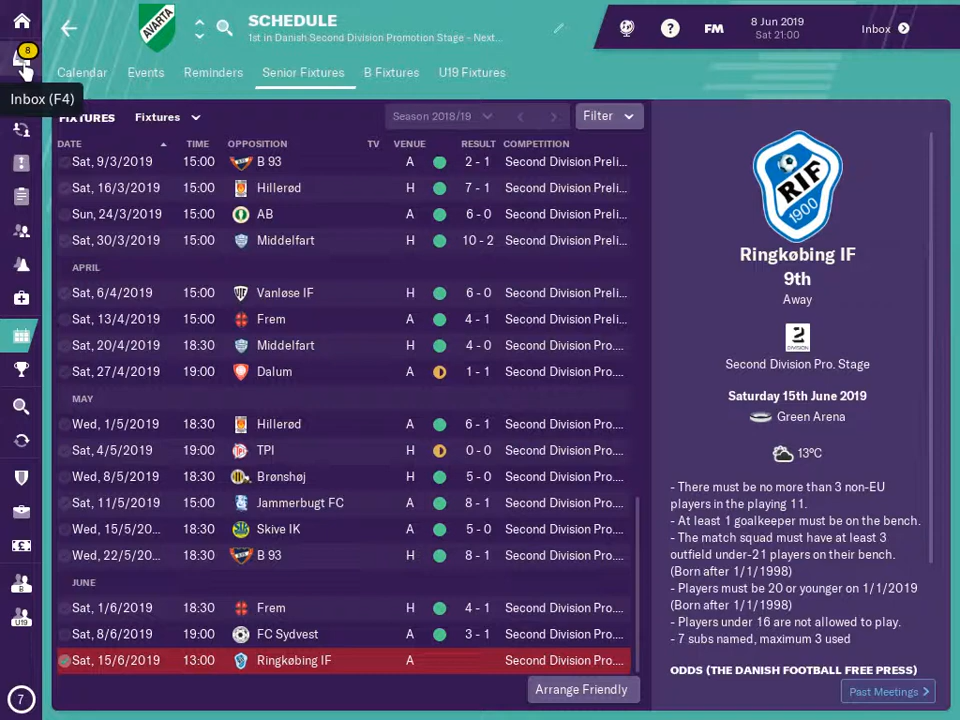 8
Inbox (F4)
AVARTA
SCHEDULE
1st in Danish Second Division Promotion Stage - Next...
? FM
8 Jun 2019
Sat 21:00
Inbox
Calendar Events Reminders Senior Fixtures B Fixtures U19 Fixtures
FIXTURES Fixtures Season 2018/19 Filter
DATE TIME OPPOSITION TV VENUE RESULT COMPETITION
Sat, 9/3/2019 15:00 B 93 A 2 - 1 Second Division Preli...
Sat, 16/3/2019 15:00 Hillerød H 7 - 1 Second Division Preli...
Sun, 24/3/2019 15:00 AB A 6 - 0 Second Division Preli...
Sat, 30/3/2019 15:00 Middelfart H 10 - 2 Second Division Preli...
APRIL
Sat, 6/4/2019 15:00 Vanløse IF H 6 - 0 Second Division Preli...
Sat, 13/4/2019 15:00 Frem A 4 - 1 Second Division Preli...
Sat, 20/4/2019 18:30 Middelfart H 4 - 0 Second Division Pro....
Sat, 27/4/2019 19:00 Dalum A 1 - 1 Second Division Pro....
MAY
Wed, 1/5/2019 18:30 Hillerød A 6 - 1 Second Division Pro....
Sat, 4/5/2019 19:00 TPI H 0 - 0 Second Division Pro....
Wed, 8/5/2019 18:30 Brønshøj H 5 - 0 Second Division Pro....
Sat, 11/5/2019 15:00 Jammerbugt FC A 8 - 1 Second Division Pro....
Wed, 15/5/20... 18:30 Skive IK A 5 - 0 Second Division Pro....
Wed, 22/5/20... 18:30 B 93 H 8 - 1 Second Division Pro....
JUNE
Sat, 1/6/2019 18:30 Frem H 4 - 1 Second Division Pro....
Sat, 8/6/2019 19:00 FC Sydvest A 3 - 1 Second Division Pro....
Sat, 15/6/2019 13:00 Ringkøbing IF A Second Division Pro....
Arrange Friendly
RIF
1900
Ringkøbing IF
9th
Away
2
DIVISION
Second Division Pro. Stage
Saturday 15th June 2019
Green Arena
13ºC
- There must be no more than 3 non-EU
players in the playing 11.
- At least 1 goalkeeper must be on the bench.
- The match squad must have at least 3
outfield under-21 players on their bench.
(Born after 1/1/1998)
- Players must be 20 or younger on 1/1/2019
(Born after 1/1/1998)
- Players under 16 are not allowed to play.
- 7 subs named, maximum 3 used
ODDS (THE DANISH FOOTBALL FREE PRESS)
Past Meetings
B
U19
7